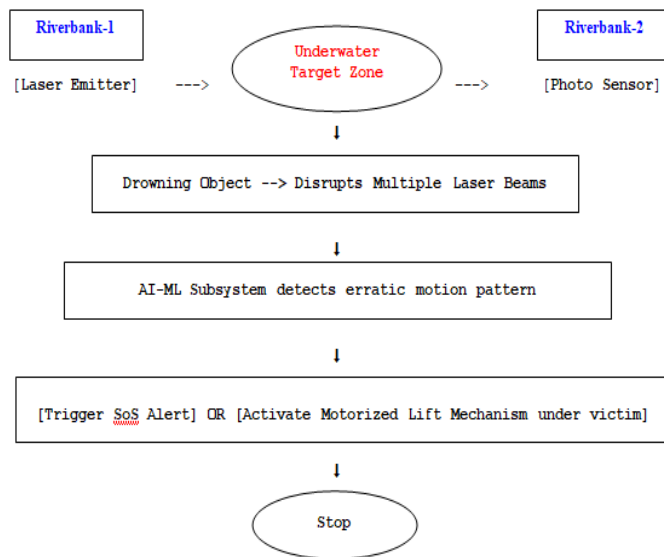 Riverbank-1
Underwater
Target Zone
Riverbank-2
[Laser Emitter] ---> ---> [Photo Sensor]
Drowning Object --> Disrupts Multiple Laser Beams
AI-ML Subsystem detects erratic motion pattern
[Trigger SoS Alert] OR [Activate Motorized Lift Mechanism under victim]
Stop